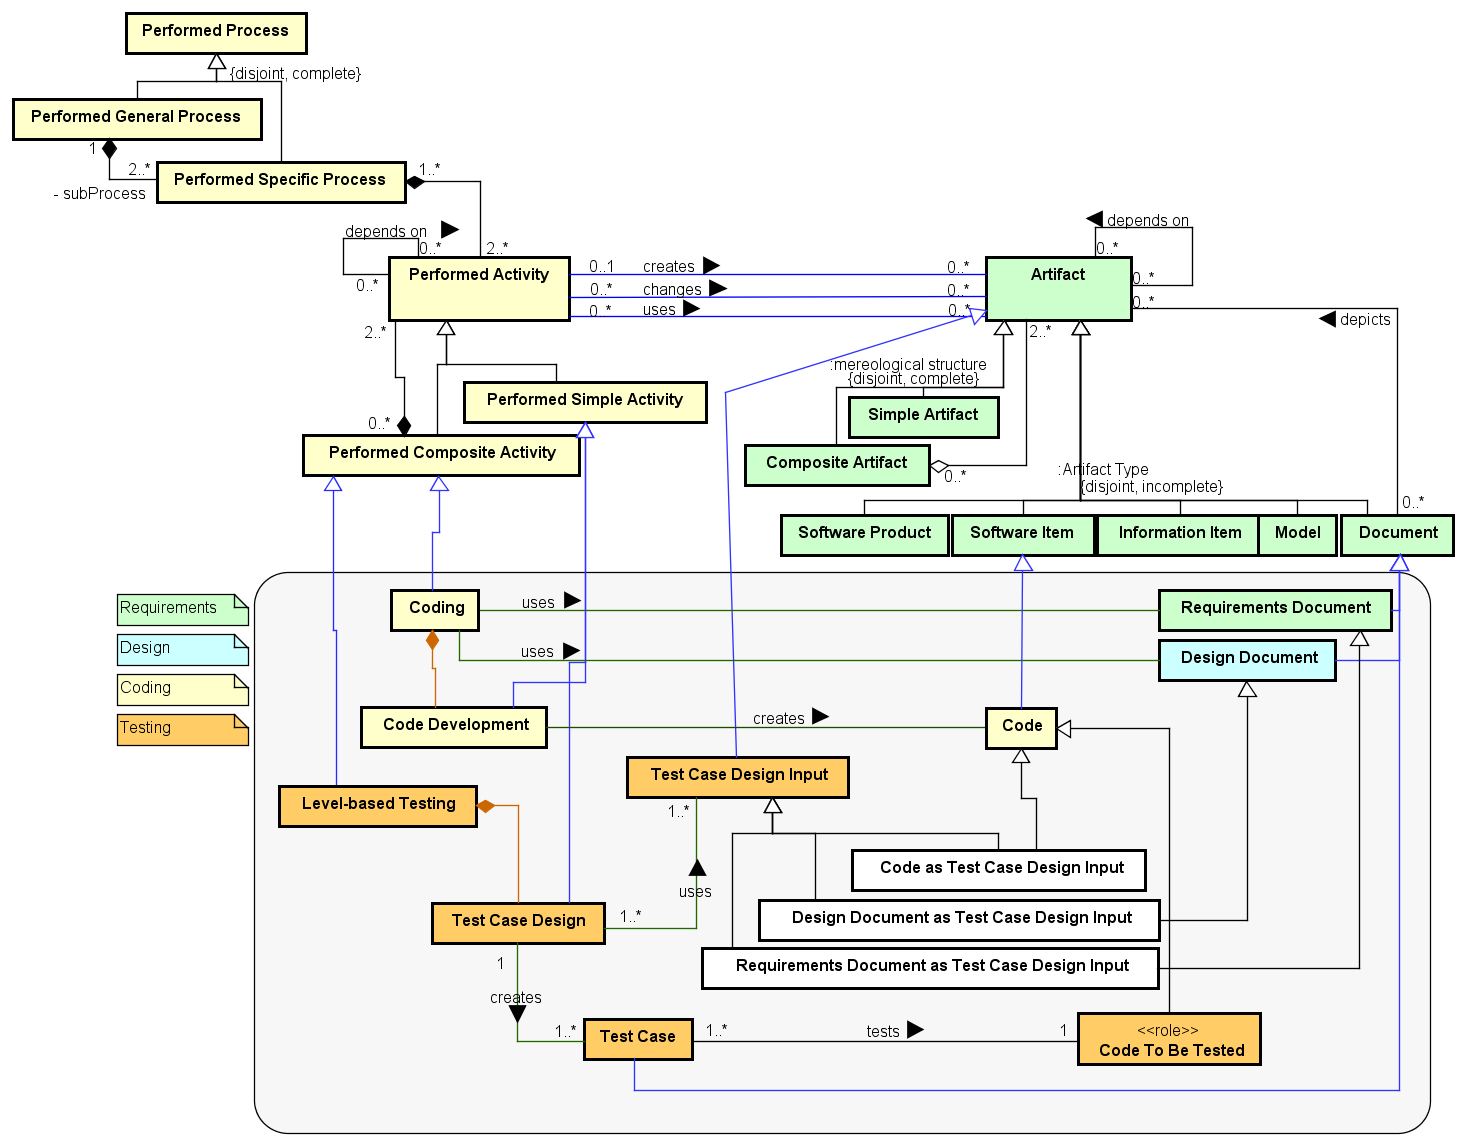 Performed Process
{disjoint, complete}
Performed General Process
1
2..*
- subProcess
Performed Specific Process
1..*
depends on
0..*
0..*
2..*
Performed Activity
0..1
creates
0..*
0..*
changes
0..*
0..*
uses
0..*
depends on
0..*
Artifact
0..*
0..*
depicts
2..*
2..*
:mereological structure
{disjoint, complete}
Performed Simple Activity
Simple Artifact
0..*
Performed Composite Activity
Composite Artifact
0..*
:Artifact Type
{disjoint, incomplete}
0..*
Software Product
Software Item
Information Item
Model
Document
Requirements
Design
Coding
Testing
Coding
uses
Requirements Document
uses
Design Document
Code Development
creates
Code
Test Case Design Input
Level-based Testing
1..*
Code as Test Case Design Input
uses
Test Case Design
1..*
Design Document as Test Case Design Input
1
Requirements Document as Test Case Design Input
creates
1..*
Test Case
1..*
tests
1
<<role>>
Code To Be Tested